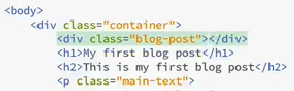 <body>
<div class="container">
<div class="blog-post"></div>
<h1>My first blog post</h1>
<h2>This is my first blog post</h2>
<p class="main-text">